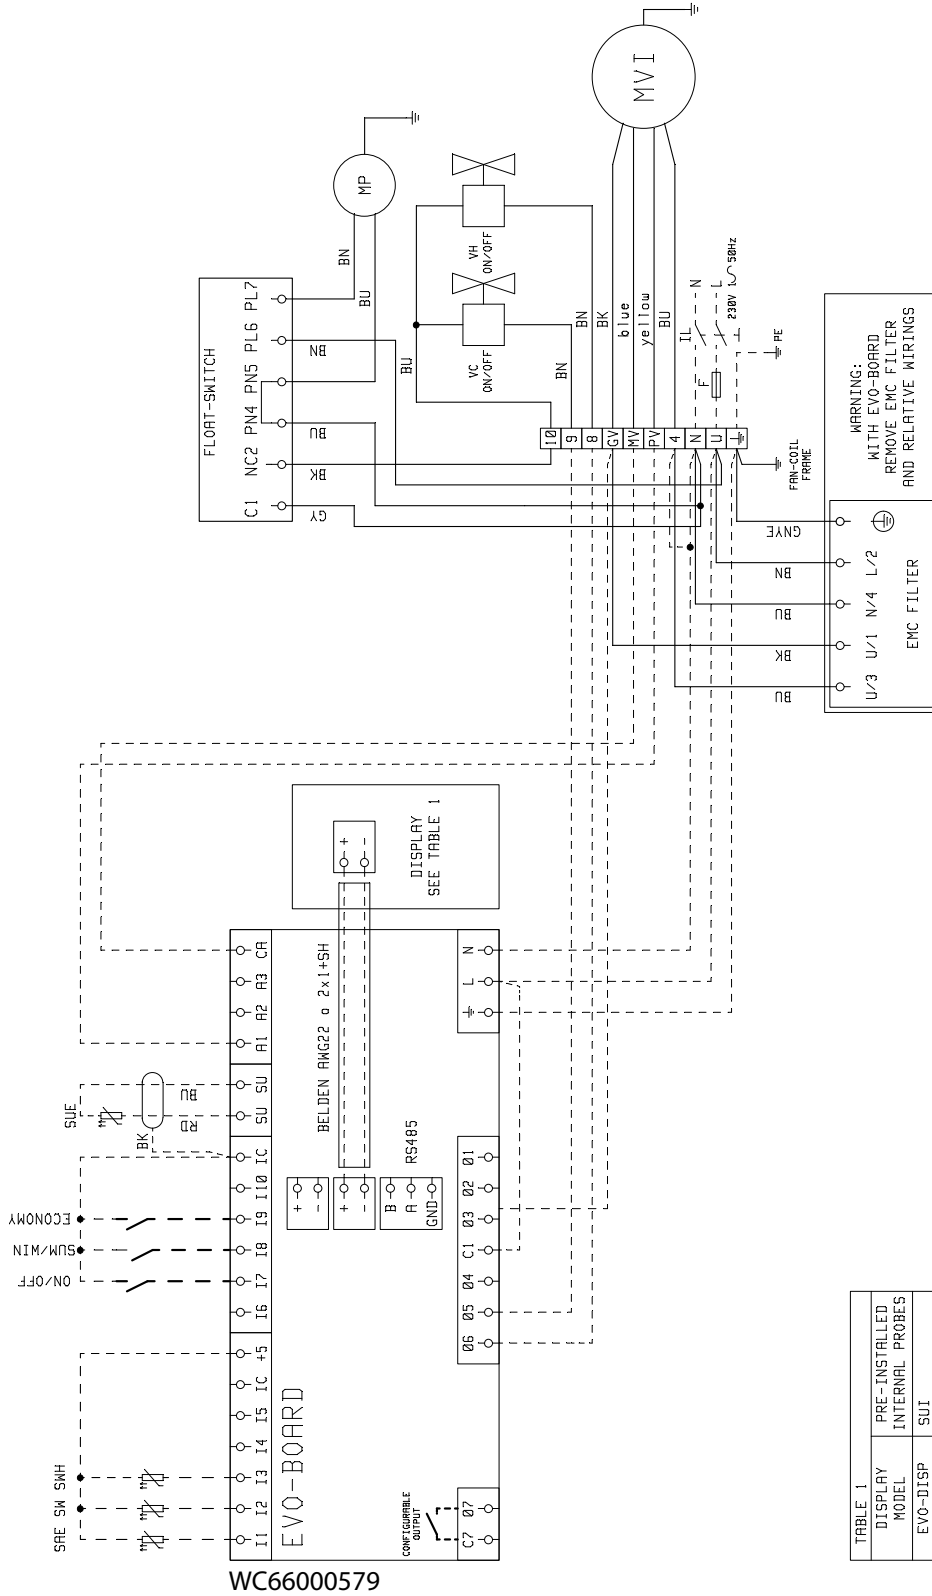 MVI
MP
FLOAT-SWITCH
C1 NC2 PN4 PN5 PL6 PL7
GY
BK
BU
BN
BU
BN
BU
VC
ON/OFF
VH
ON/OFF
BN
BN
BK
blue
yellow
BU
IL
N
L
F
230V 1~ 50Hz
PE
10
9
8
GV
MV
PV
4
N
U
FAN-COIL
FRAME
WARNING:
WITH EVO-BOARD
REMOVE EMC FILTER
AND RELATIVE WIRINGS
EMC FILTER
U/3 U/1 N/4 L/2
BU
BK
BU
BN
GNYE
DISPLAY
SEE TABLE 1
+
-
BELDEN AWG22 o 2x1+SH
+
-
+
-
B
A
GND
RS485
EVO-BOARD
I1 I2 I3 I4 I5 IC +5
I6 I7 I8 I9 I10 IC
SU SU
A1 A2 A3 CA
SAE SW SWH
ON/OFF
SUM/WIN
ECONOMY
SUE
BK
RD
BU
CONFIGURABLE
OUTPUT
C7 07
06 05 04 C1 03 02 01
L N
TABLE 1
DISPLAY
MODEL
PRE-INSTALLED
INTERNAL PROBES
EVO-DISP SUI
WC66000579